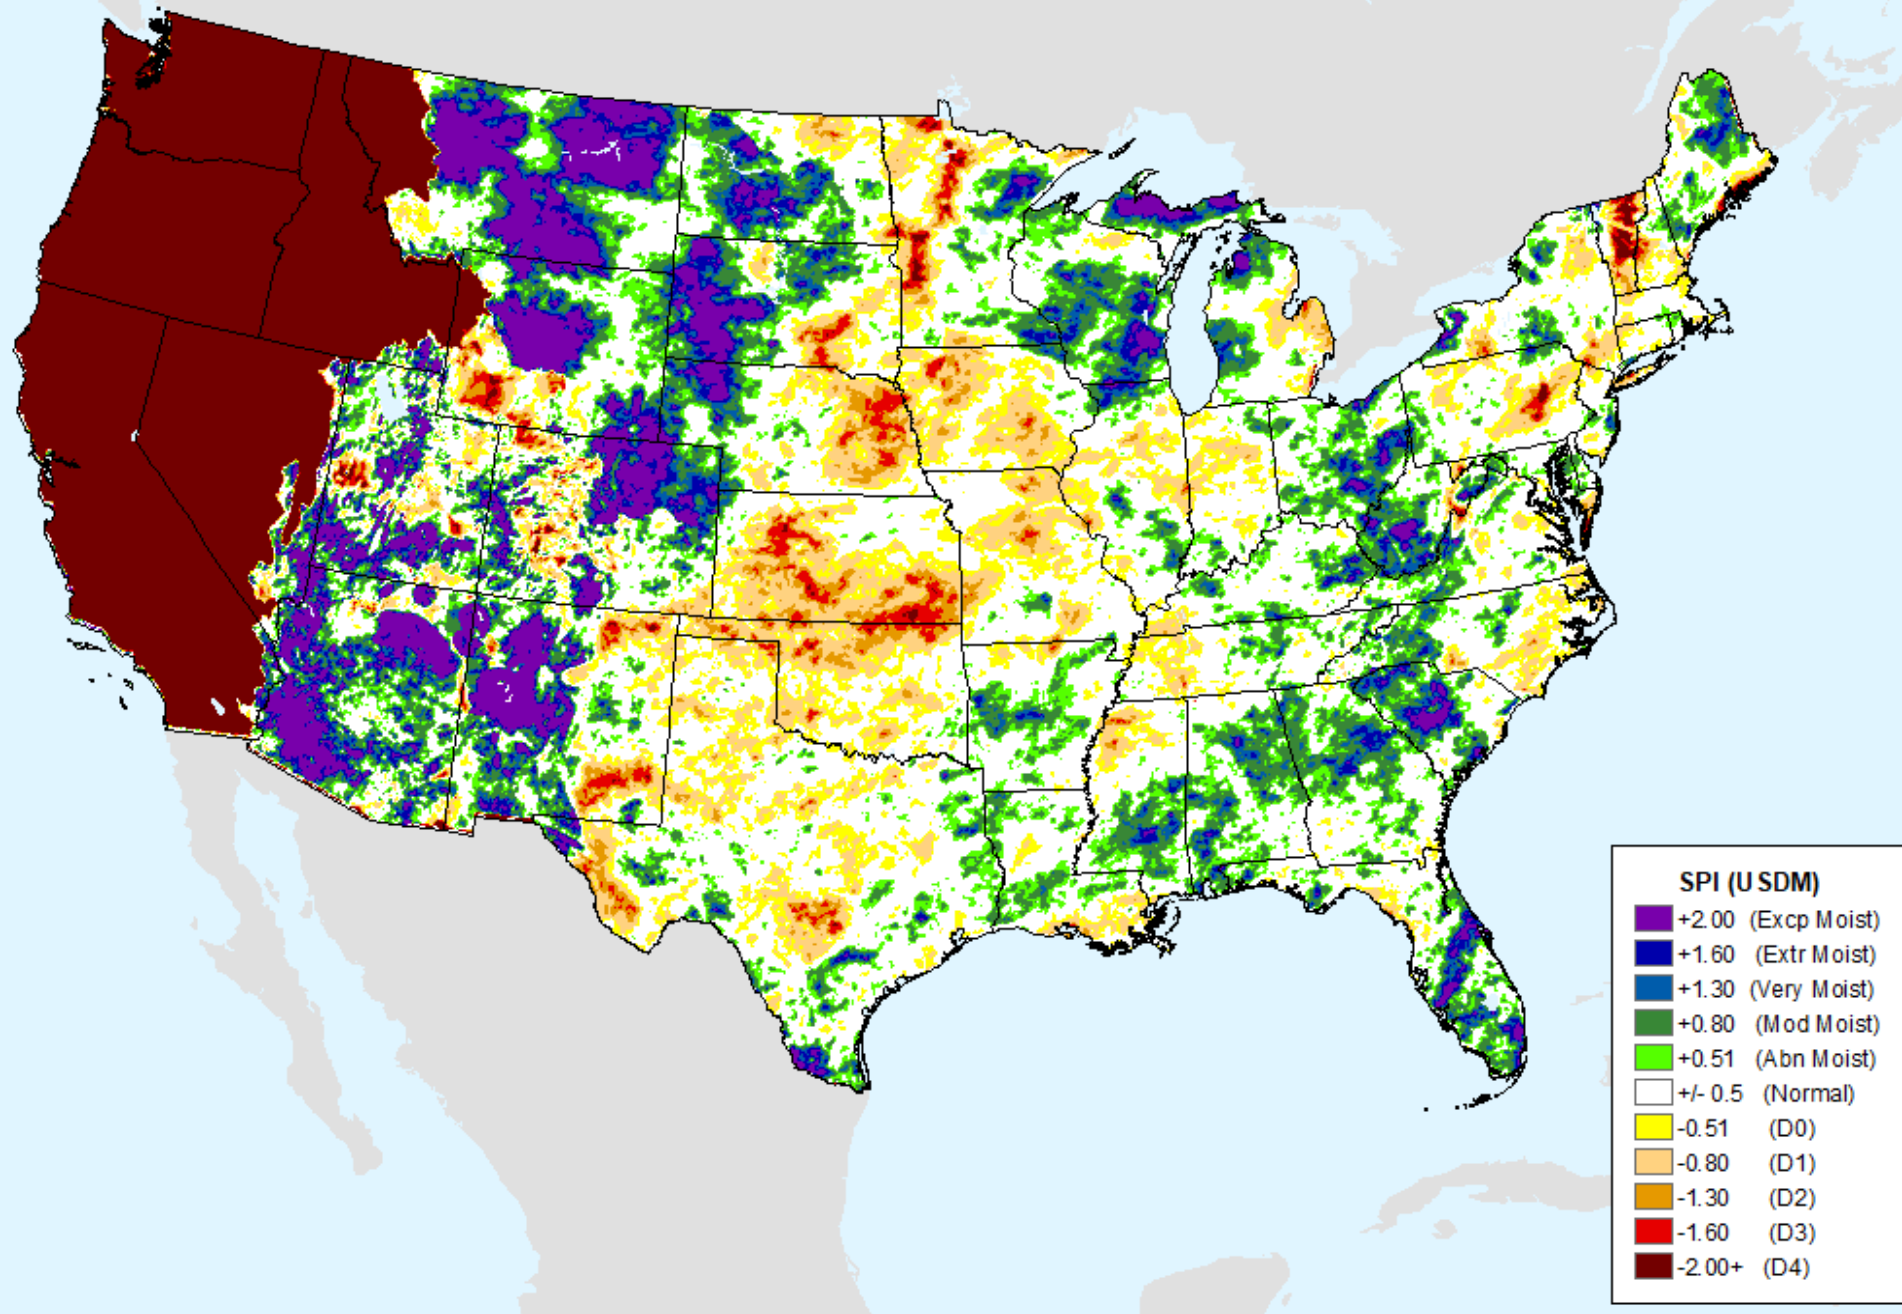 SPI (USDM)
+2.00 (Excp Moist)
+1.60 (Extr Moist)
+1.30 (Very Moist)
+0.80 (Mod Moist)
+0.51 (Abn Moist)
+/- 0.5 (Normal)
-0.51 (D0)
-0.80 (D1)
-1.30 (D2)
-1.60 (D3)
-2.00+ (D4)